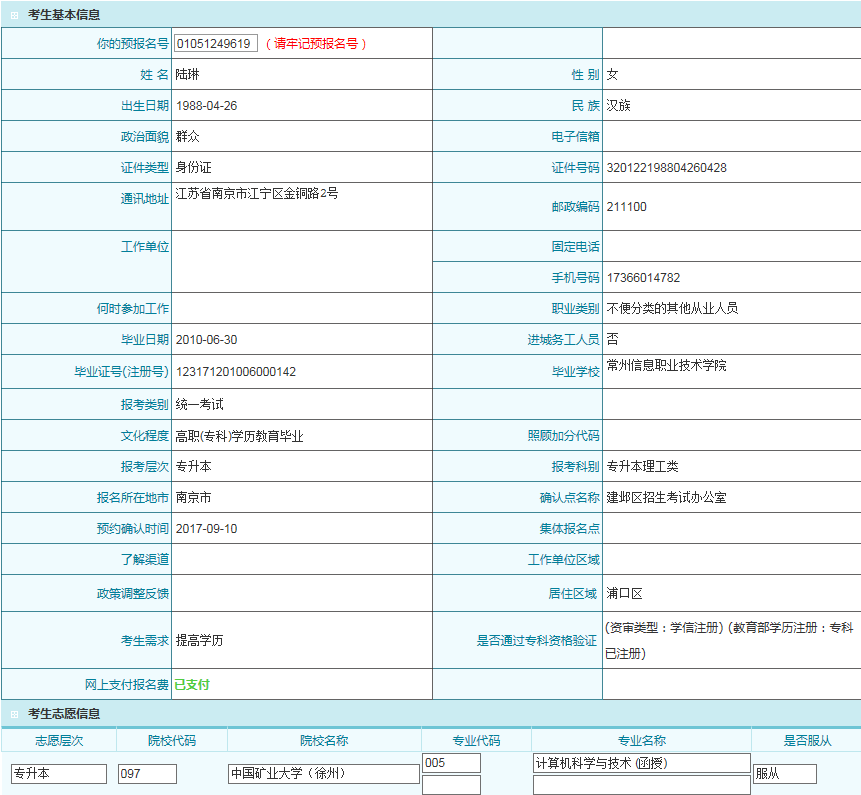 考生基本信息
你的预报名号 01051249619 （ 请牢记预报名号 ）
姓 名 陆琳 性 别 女
出生日期 1988-04-26 民 族 汉族
政治面貌 群众 电子信箱
证件类型 身份证 证件号码 320122198804260428
通讯地址 江苏省南京市江宁区金铜路2号 邮政编码 211100
工作单位 固定电话
手机号码 17366014782
何时参加工作 职业类别 不便分类的其他从业人员
毕业日期 2010-06-30 进城务工人员 否
毕业证号(注册号) 123171201006000142 毕业学校 常州信息职业技术学院
报考类别 统一考试
文化程度 高职(专科)学历教育毕业 照顾加分代码
报考层次 专升本 报考科别 专升本理工类
报名所在地市 南京市 确认点名称 建邺区招生考试办公室
预约确认时间 2017-09-10 集体报名点
了解渠道 工作单位区域
政策调整反馈 居住区域 浦口区
考生需求 提高学历 是否通过专科资格验证 (资审类型：学信注册) (教育部学历注册：专科
已注册)
网上支付报名费 已支付
考生志愿信息
志愿层次 院校代码 院校名称 专业代码 专业名称 是否服从
专升本 097 中国矿业大学（徐州） 005 计算机科学与技术 (函授) 服从